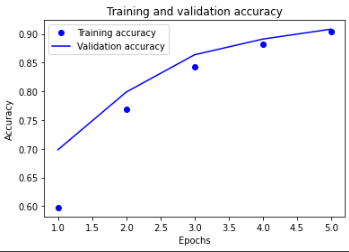 Training and validation accuracy
Training accuracy
Validation accuracy
Accuracy
0.90
0.85
0.80
0.75
0.70
0.65
0.60
1.0 1.5 2.0 2.5 3.0 3.5 4.0 4.5 5.0
Epochs